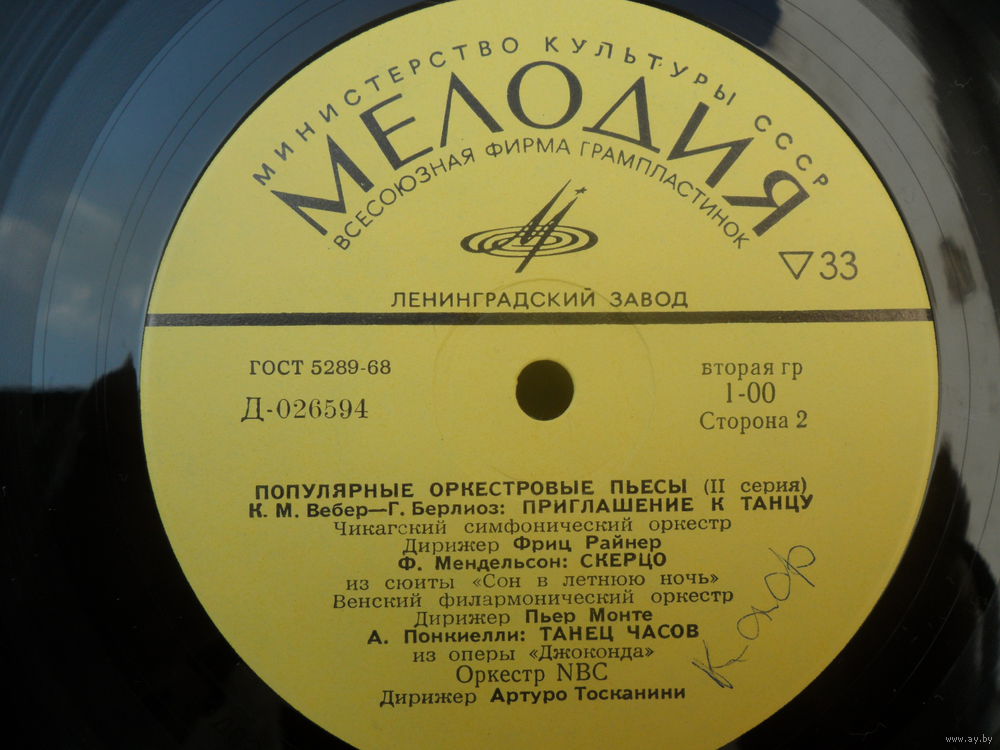 МИНИСТЕРСТВО КУЛЬТУРЫ СССР
МЕЛОДИЯ
ВСЕСОЮЗНАЯ ФИРМА ГРАМПЛАСТИНОК
33
ЛЕНИНГРАДСКИЙ ЗАВОД
ГОСТ 5289-68
Д-026594
вторая гр
1-00
Сторона 2
ПОПУЛЯРНЫЕ ОРКЕСТРОВЫЕ ПЬЕСЫ (II серия)
К. М. Вебер—Г. Берлиоз: ПРИГЛАШЕНИЕ К ТАНЦУ
Чикагский симфонический оркестр
Дирижер Фриц Райнер
Ф. Мендельсон: СКЕРЦО
из сюиты «Сон в летнюю ночь»
Венский филармонический оркестр
Дирижер Пьер Монте
А. Понкиелли: ТАНЕЦ ЧАСОВ
из оперы «Джоконда»
Оркестр NBC
Дирижер Артуро Тосканини
www.ay.by